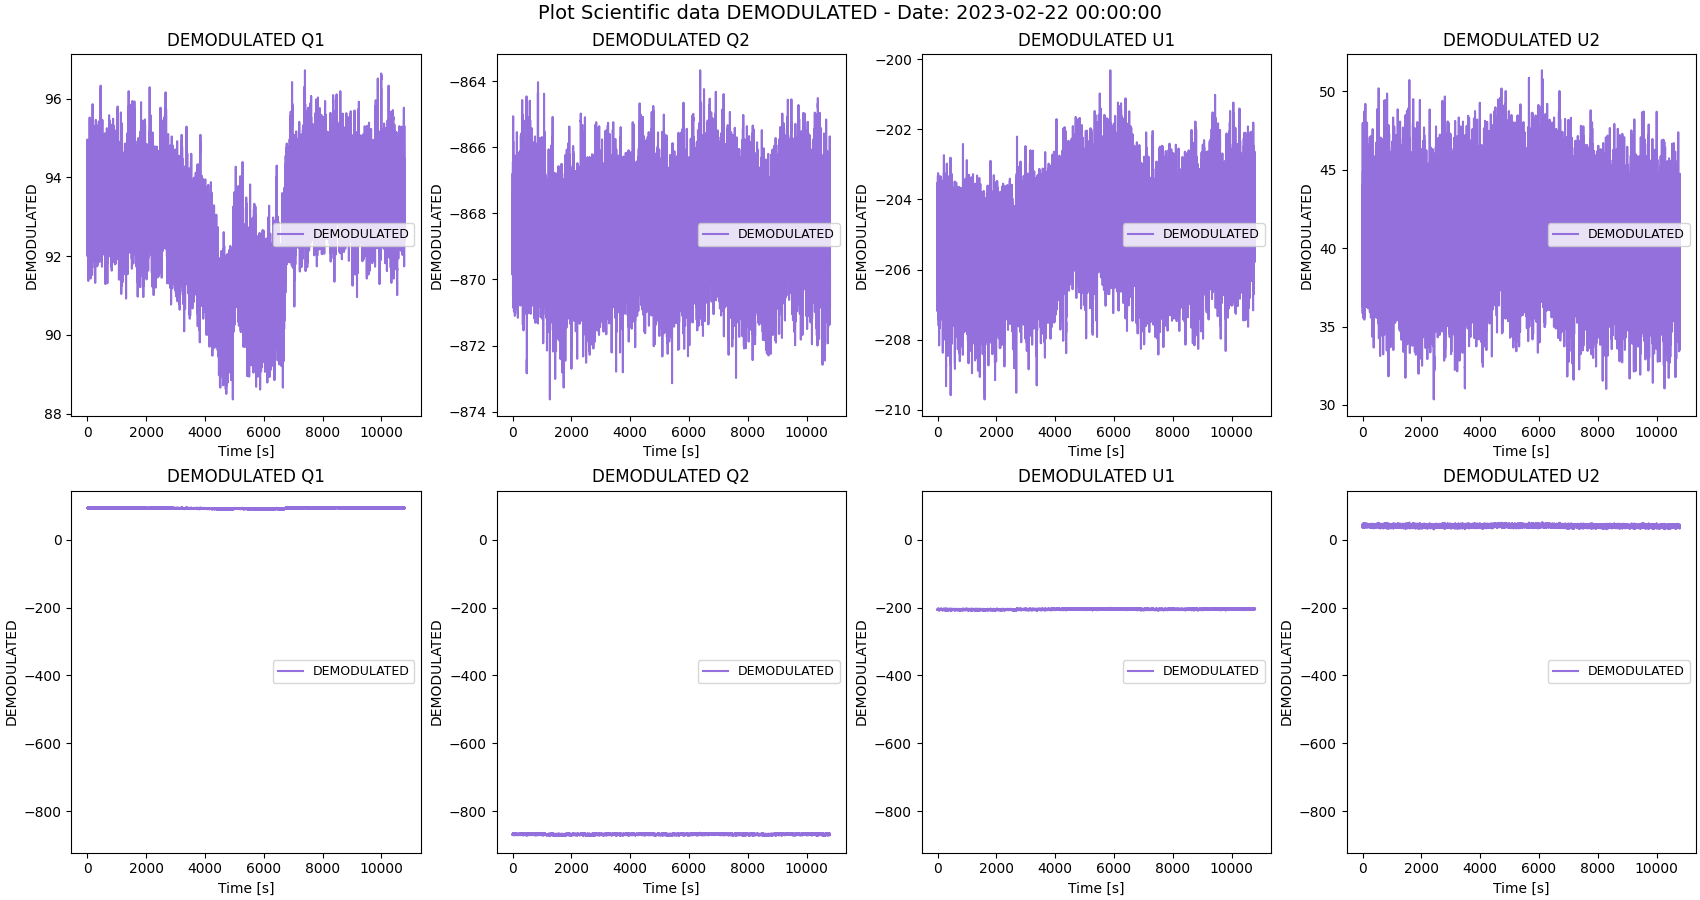 Plot Scientific data DEMODULATED - Date: 2023-02-22 00:00:00
DEMODULATED Q1
DEMODULATED
96
94
92
90
88
DEMODULATED
0 2000 4000 6000 8000 10000
Time [s]
DEMODULATED Q2
DEMODULATED
−864
−866
−868
−870
−872
−874
DEMODULATED
0 2000 4000 6000 8000 10000
Time [s]
DEMODULATED U1
DEMODULATED
−200
−202
−204
−206
−208
−210
DEMODULATED
0 2000 4000 6000 8000 10000
Time [s]
DEMODULATED U2
DEMODULATED
50
45
40
35
30
DEMODULATED
0 2000 4000 6000 8000 10000
Time [s]
DEMODULATED Q1
DEMODULATED
0
−200
−400
−600
−800
DEMODULATED
0 2000 4000 6000 8000 10000
Time [s]
DEMODULATED Q2
DEMODULATED
0
−200
−400
−600
−800
DEMODULATED
0 2000 4000 6000 8000 10000
Time [s]
DEMODULATED U1
DEMODULATED
0
−200
−400
−600
−800
DEMODULATED
0 2000 4000 6000 8000 10000
Time [s]
DEMODULATED U2
DEMODULATED
0
−200
−400
−600
−800
DEMODULATED
0 2000 4000 6000 8000 10000
Time [s]